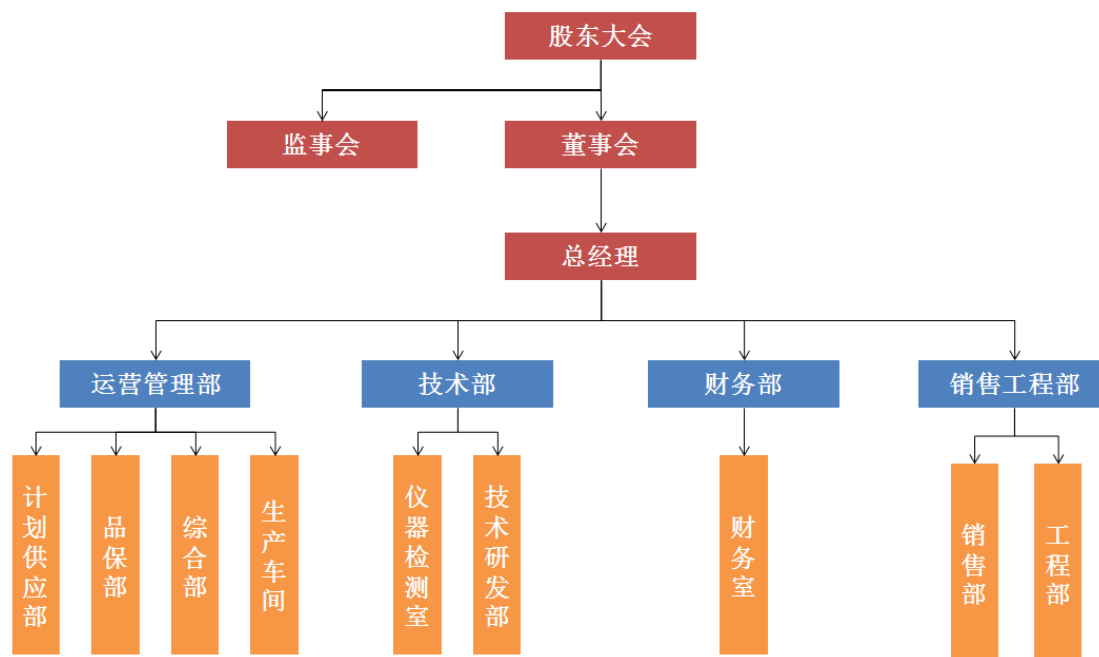 股东大会
监事会
董事会
总经理
运营管理部
技术部
财务部
销售工程部
计划供应部
品保部
综合部
生产车间
仪器检测室
技术研发部
财务室
销售部
工程部